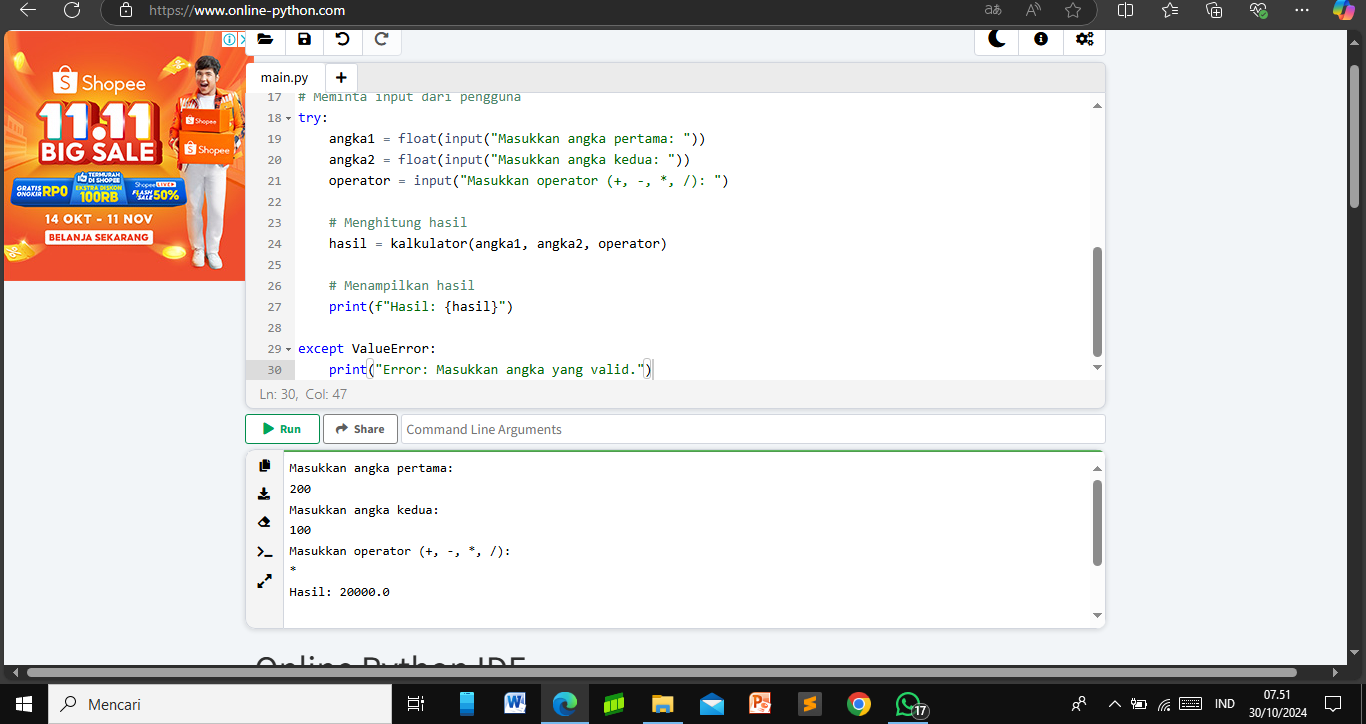 https://www.online-python.com
Shopee
11.11
BIG SALE
GRATIS ONGKIR RP0
TERMURAH DI SHOPEE
EKSTRA DISKON
100RB
Shopee LIVE
FLASH SALE 50%
14 OKT - 11 NOV
BELANJA SEKARANG
Shopee
Shopee
main.py
+
17 # Meminta input dari pengguna
18 try:
19 angka1 = float(input("Masukkan angka pertama: "))
20 angka2 = float(input("Masukkan angka kedua: "))
21 operator = input("Masukkan operator (+, -, *, /): ")
22
23 # Menghitung hasil
24 hasil = kalkulator(angka1, angka2, operator)
25
26 # Menampilkan hasil
27 print(f"Hasil: {hasil}")
28
29 except ValueError:
30 print("Error: Masukkan angka yang valid.")
Ln: 30, Col: 47
Run Share Command Line Arguments
Masukkan angka pertama:
200
Masukkan angka kedua:
100
Masukkan operator (+, -, *, /):
*
Hasil: 20000.0
Online Python IDE
Mencari
17
IND
07.51
30/10/2024